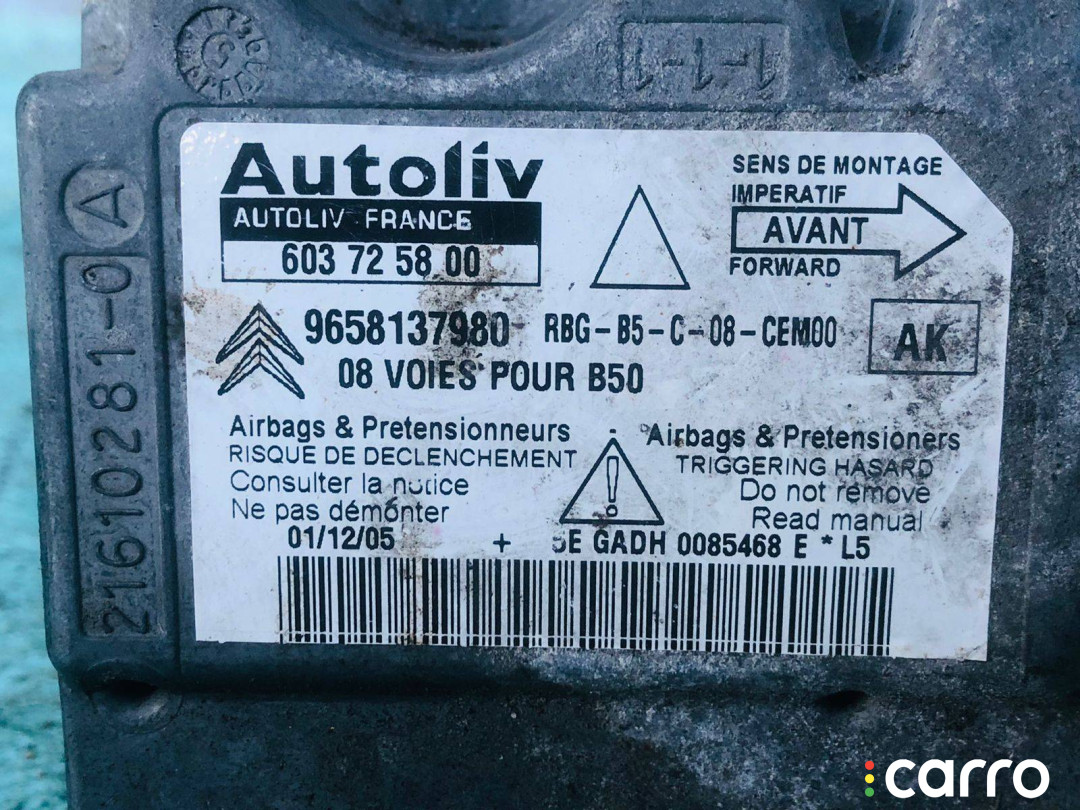 1-1-1
A
21610281-0
Autoliv
AUTOLIV FRANCE
603 72 58 00
SENS DE MONTAGE
IMPERATIF
AVANT
FORWARD
9658137980 RBG-B5-C-08-CEM00
AK
08 VOIES POUR B50
Airbags & Pretensionneurs
RISQUE DE DECLENCHEMENT
Consulter la notice
Ne pas démonter
Airbags & Pretensioners
TRIGGERING HASARD
Do not remove
Read manual
01/12/05 + 5E GADH 0085468 E * L5
carro